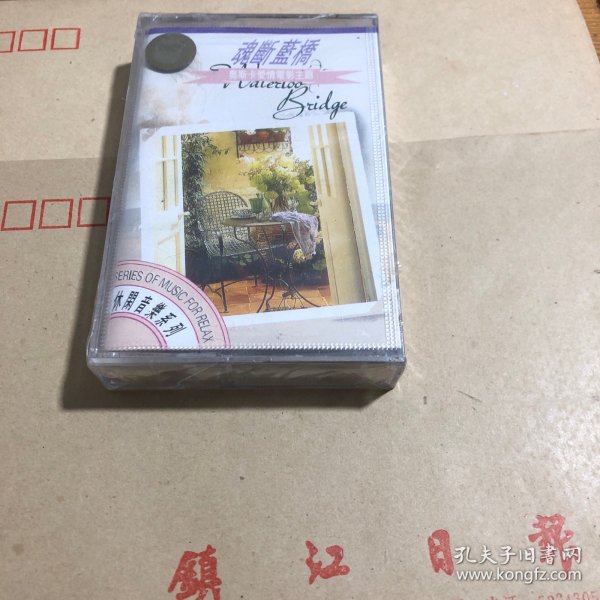 魂斷藍橋
奧斯卡愛情電影主題
Waterloo
Bridge
SERIES OF MUSIC FOR RELAX
休閒音樂系列
鎮江日報
孔夫子旧书网
www.kongfz.com